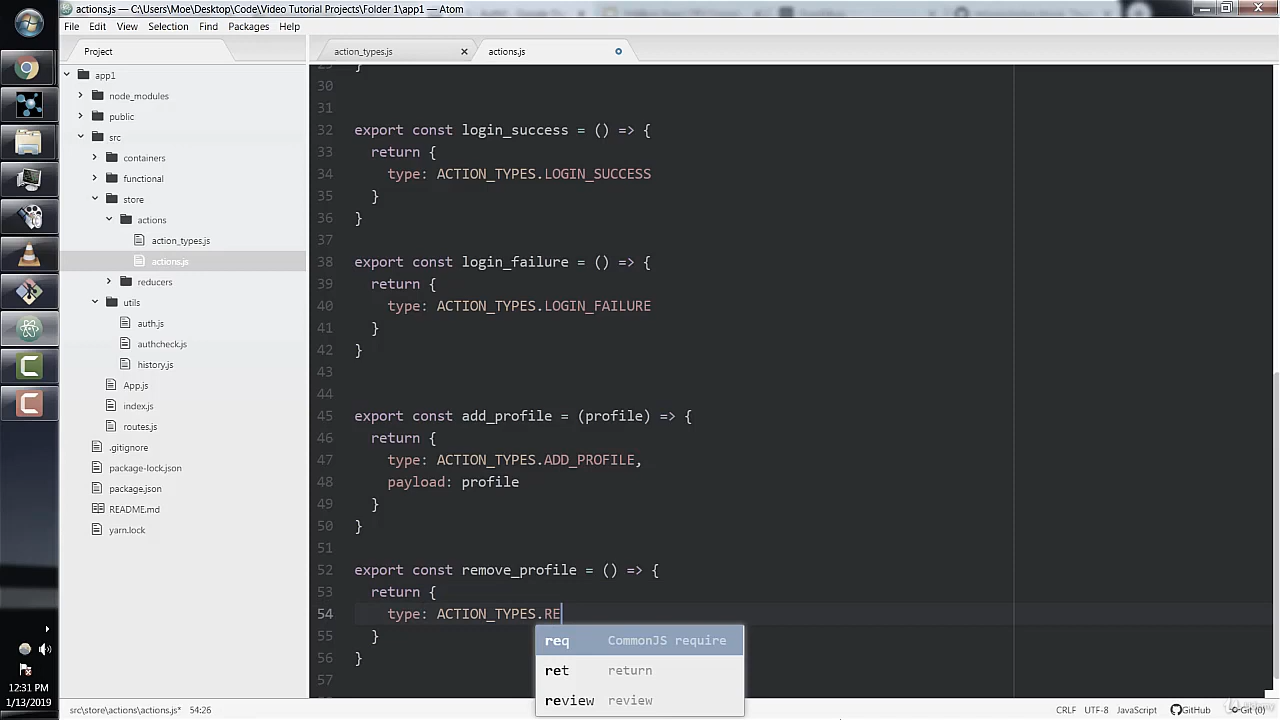 actions.js — C:\Users\Moe\Desktop\Code\Video Tutorial Projects\Folder 1\app1 — Atom
File Edit View Selection Find Packages Help
Project
action_types.js
actions.js
app1
node_modules
public
src
containers
functional
store
actions
action_types.js
actions.js
reducers
utils
auth.js
authcheck.js
history.js
App.js
index.js
routes.js
.gitignore
package-lock.json
package.json
README.md
yarn.lock
29 }
30
31
32 export const login_success = () => {
33 return {
34 type: ACTION_TYPES.LOGIN_SUCCESS
35 }
36 }
37
38 export const login_failure = () => {
39 return {
40 type: ACTION_TYPES.LOGIN_FAILURE
41 }
42 }
43
44
45 export const add_profile = (profile) => {
46 return {
47 type: ACTION_TYPES.ADD_PROFILE,
48 payload: profile
49 }
50 }
51
52 export const remove_profile = () => {
53 return {
54 type: ACTION_TYPES.RE
55 }
56 }
57
req CommonJS require
ret return
review review
12:31 PM
1/13/2019
src\store\actions\actions.js* 54:26
CRLF UTF-8 JavaScript GitHub Git (0)